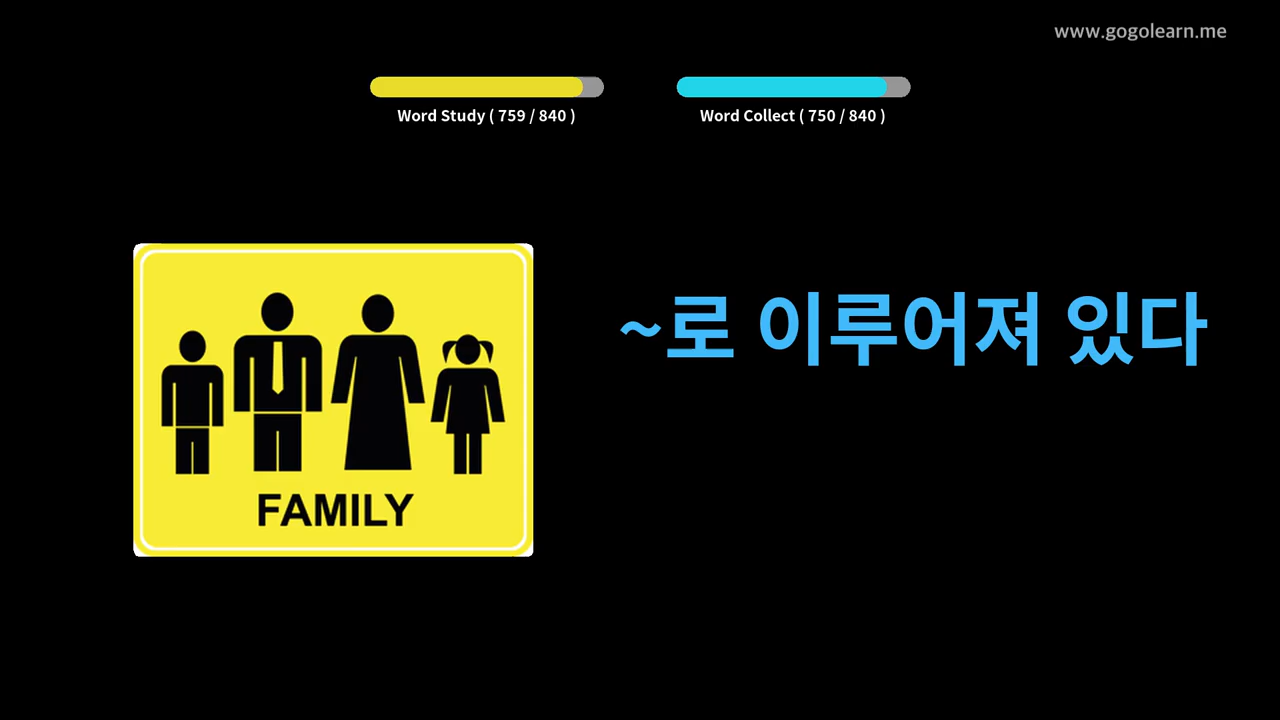 www.gogolearn.me
Word Study ( 759 / 840 )
Word Collect ( 750 / 840 )
~로 이루어져 있다
FAMILY